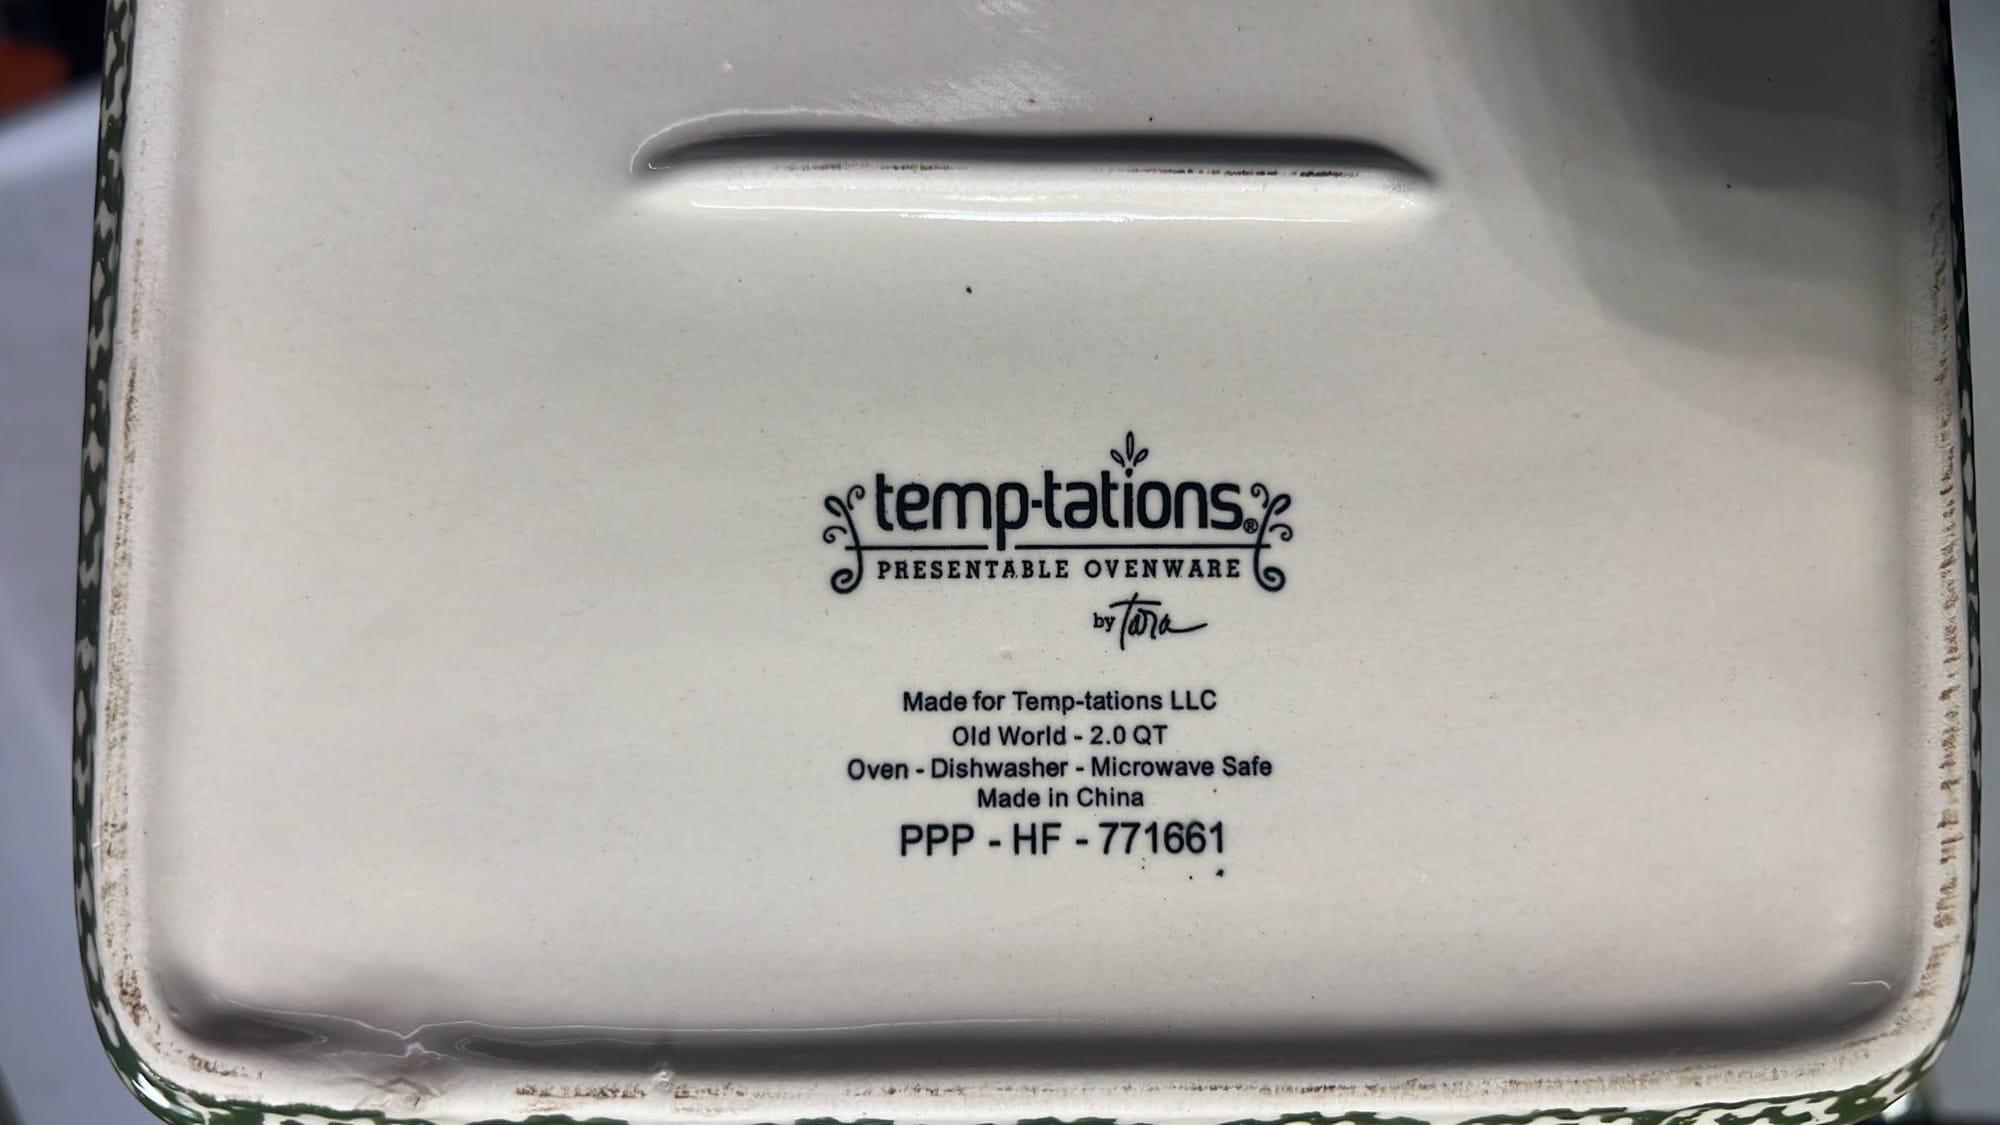 temp-tations®
PRESENTABLE OVENWARE
by Tara
Made for Temp-tations LLC
Old World - 2.0 QT
Oven - Dishwasher - Microwave Safe
Made in China
PPP - HF - 771661